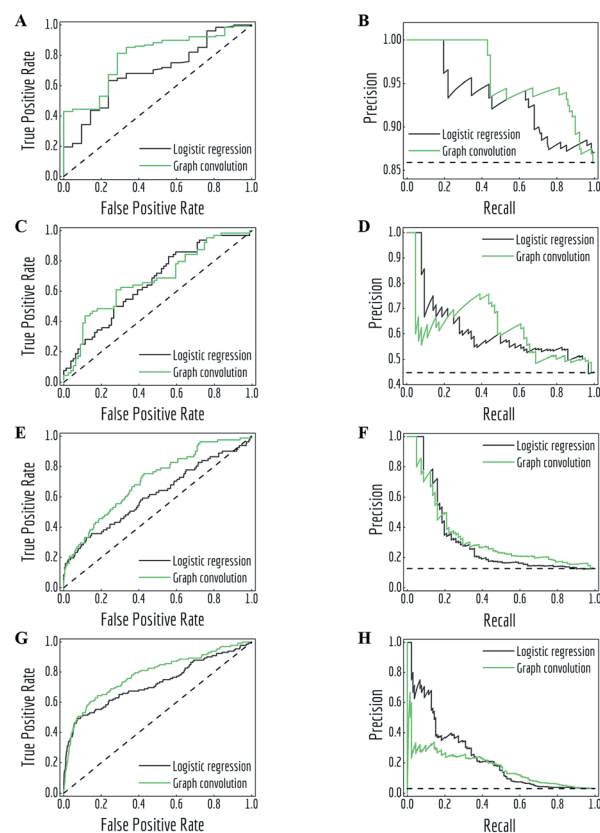 A
True Positive Rate
1.0
0.8
0.6
0.4
0.2
0.0
Logistic regression
Graph convolution
0.0 0.2 0.4 0.6 0.8 1.0
False Positive Rate
B
Precision
1.00
0.95
0.90
0.85
Logistic regression
Graph convolution
0.0 0.2 0.4 0.6 0.8 1.0
Recall
C
True Positive Rate
1.0
0.8
0.6
0.4
0.2
0.0
Logistic regression
Graph convolution
0.0 0.2 0.4 0.6 0.8 1.0
False Positive Rate
D
Precision
1.0
0.9
0.8
0.7
0.6
0.5
0.4
Logistic regression
Graph convolution
0.0 0.2 0.4 0.6 0.8 1.0
Recall
E
True Positive Rate
1.0
0.8
0.6
0.4
0.2
0.0
Logistic regression
Graph convolution
0.0 0.2 0.4 0.6 0.8 1.0
False Positive Rate
F
Precision
1.0
0.8
0.6
0.4
0.2
0.0
Logistic regression
Graph convolution
0.0 0.2 0.4 0.6 0.8 1.0
Recall
G
True Positive Rate
1.0
0.8
0.6
0.4
0.2
0.0
Logistic regression
Graph convolution
0.0 0.2 0.4 0.6 0.8 1.0
False Positive Rate
H
Precision
1.0
0.8
0.6
0.4
0.2
0.0
Logistic regression
Graph convolution
0.0 0.2 0.4 0.6 0.8 1.0
Recall